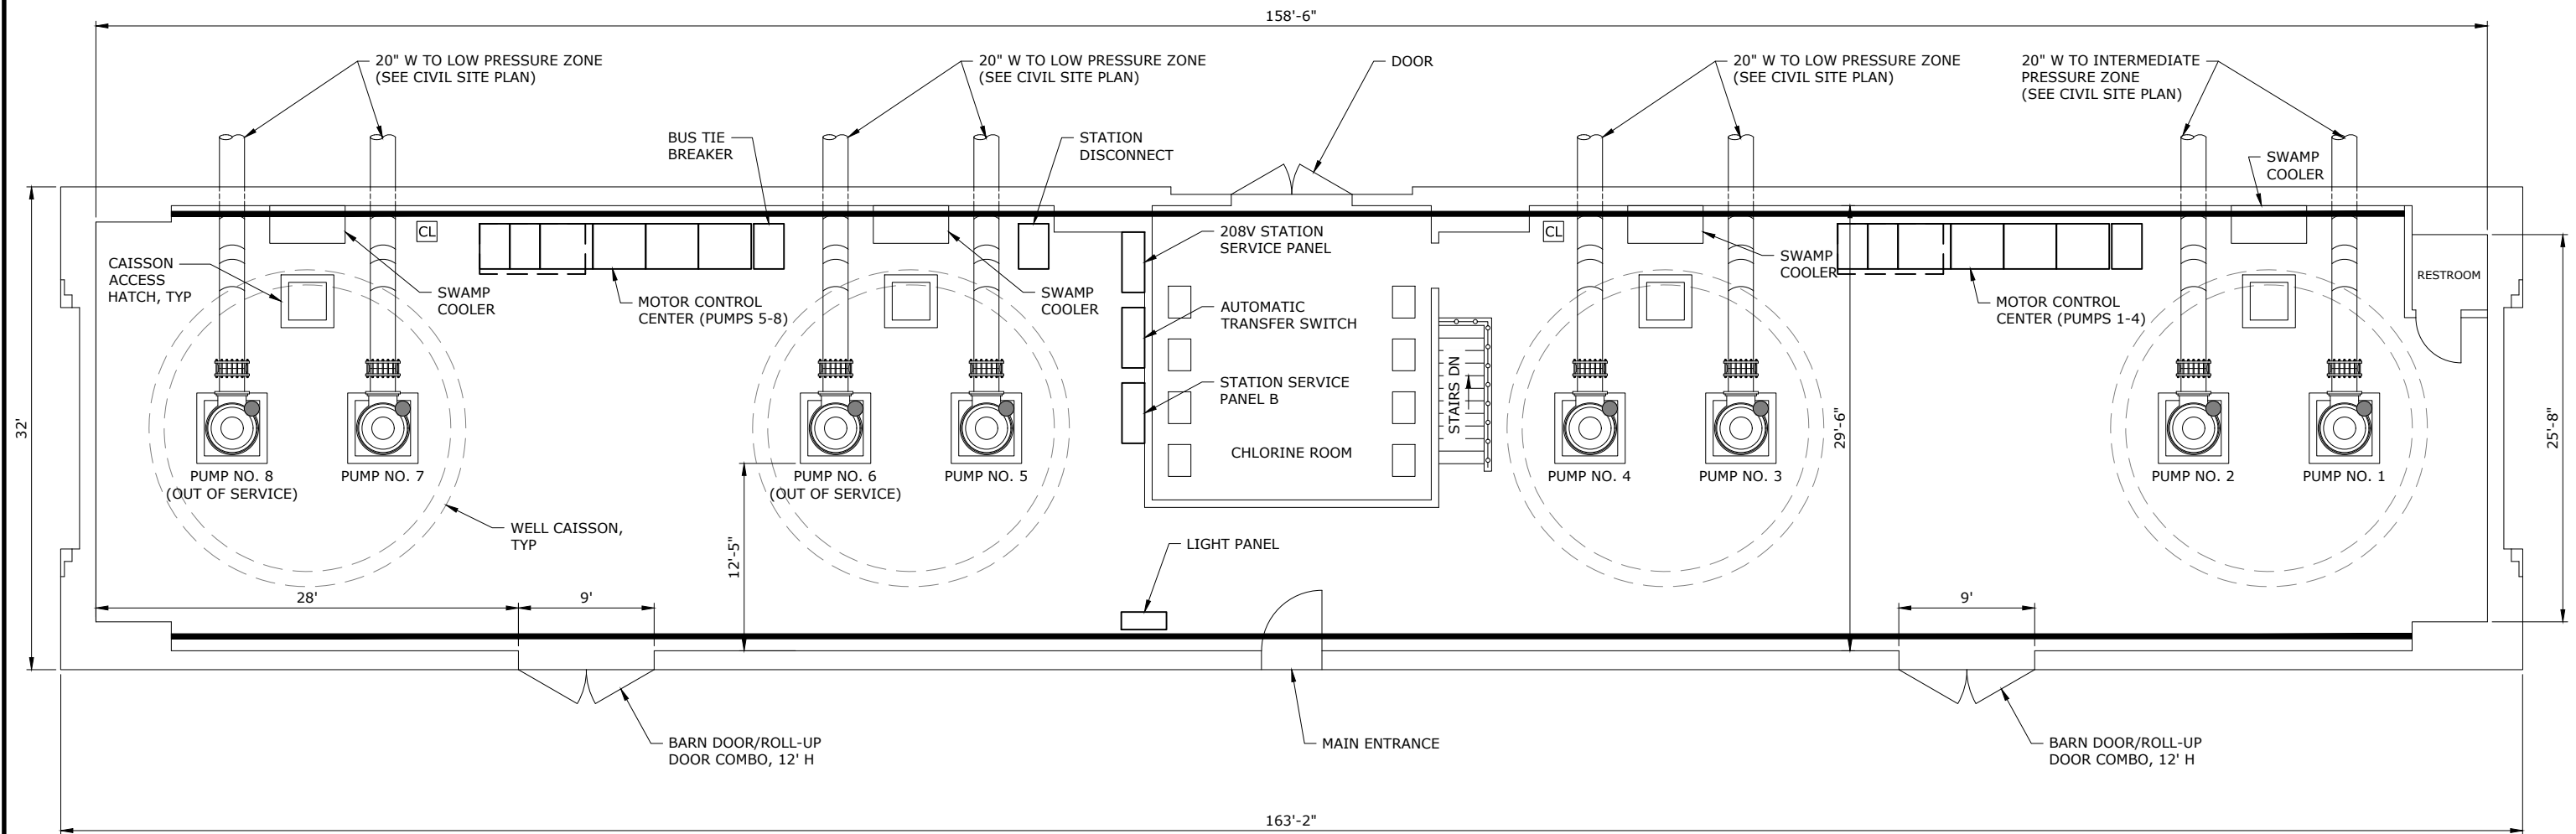 158'-6"
20" W TO LOW PRESSURE ZONE
(SEE CIVIL SITE PLAN)
20" W TO LOW PRESSURE ZONE
(SEE CIVIL SITE PLAN)
DOOR
20" W TO LOW PRESSURE ZONE
(SEE CIVIL SITE PLAN)
20" W TO INTERMEDIATE
PRESSURE ZONE
(SEE CIVIL SITE PLAN)
BUS TIE
BREAKER
STATION
DISCONNECT
SWAMP
COOLER
CL
CL
208V STATION
SERVICE PANEL
CAISSON
ACCESS
HATCH, TYP
SWAMP
COOLER
MOTOR CONTROL
CENTER (PUMPS 5-8)
SWAMP
COOLER
AUTOMATIC
TRANSFER SWITCH
SWAMP
COOLER
MOTOR CONTROL
CENTER (PUMPS 1-4)
RESTROOM
STATION SERVICE
PANEL B
STAIRS DN
32'
29'-6"
25'-8"
CHLORINE ROOM
PUMP NO. 8
(OUT OF SERVICE)
PUMP NO. 7
PUMP NO. 6
(OUT OF SERVICE)
PUMP NO. 5
PUMP NO. 4
PUMP NO. 3
PUMP NO. 2
PUMP NO. 1
WELL CAISSON,
TYP
12'-5"
LIGHT PANEL
28'
9'
9'
BARN DOOR/ROLL-UP
DOOR COMBO, 12' H
MAIN ENTRANCE
BARN DOOR/ROLL-UP
DOOR COMBO, 12' H
163'-2"